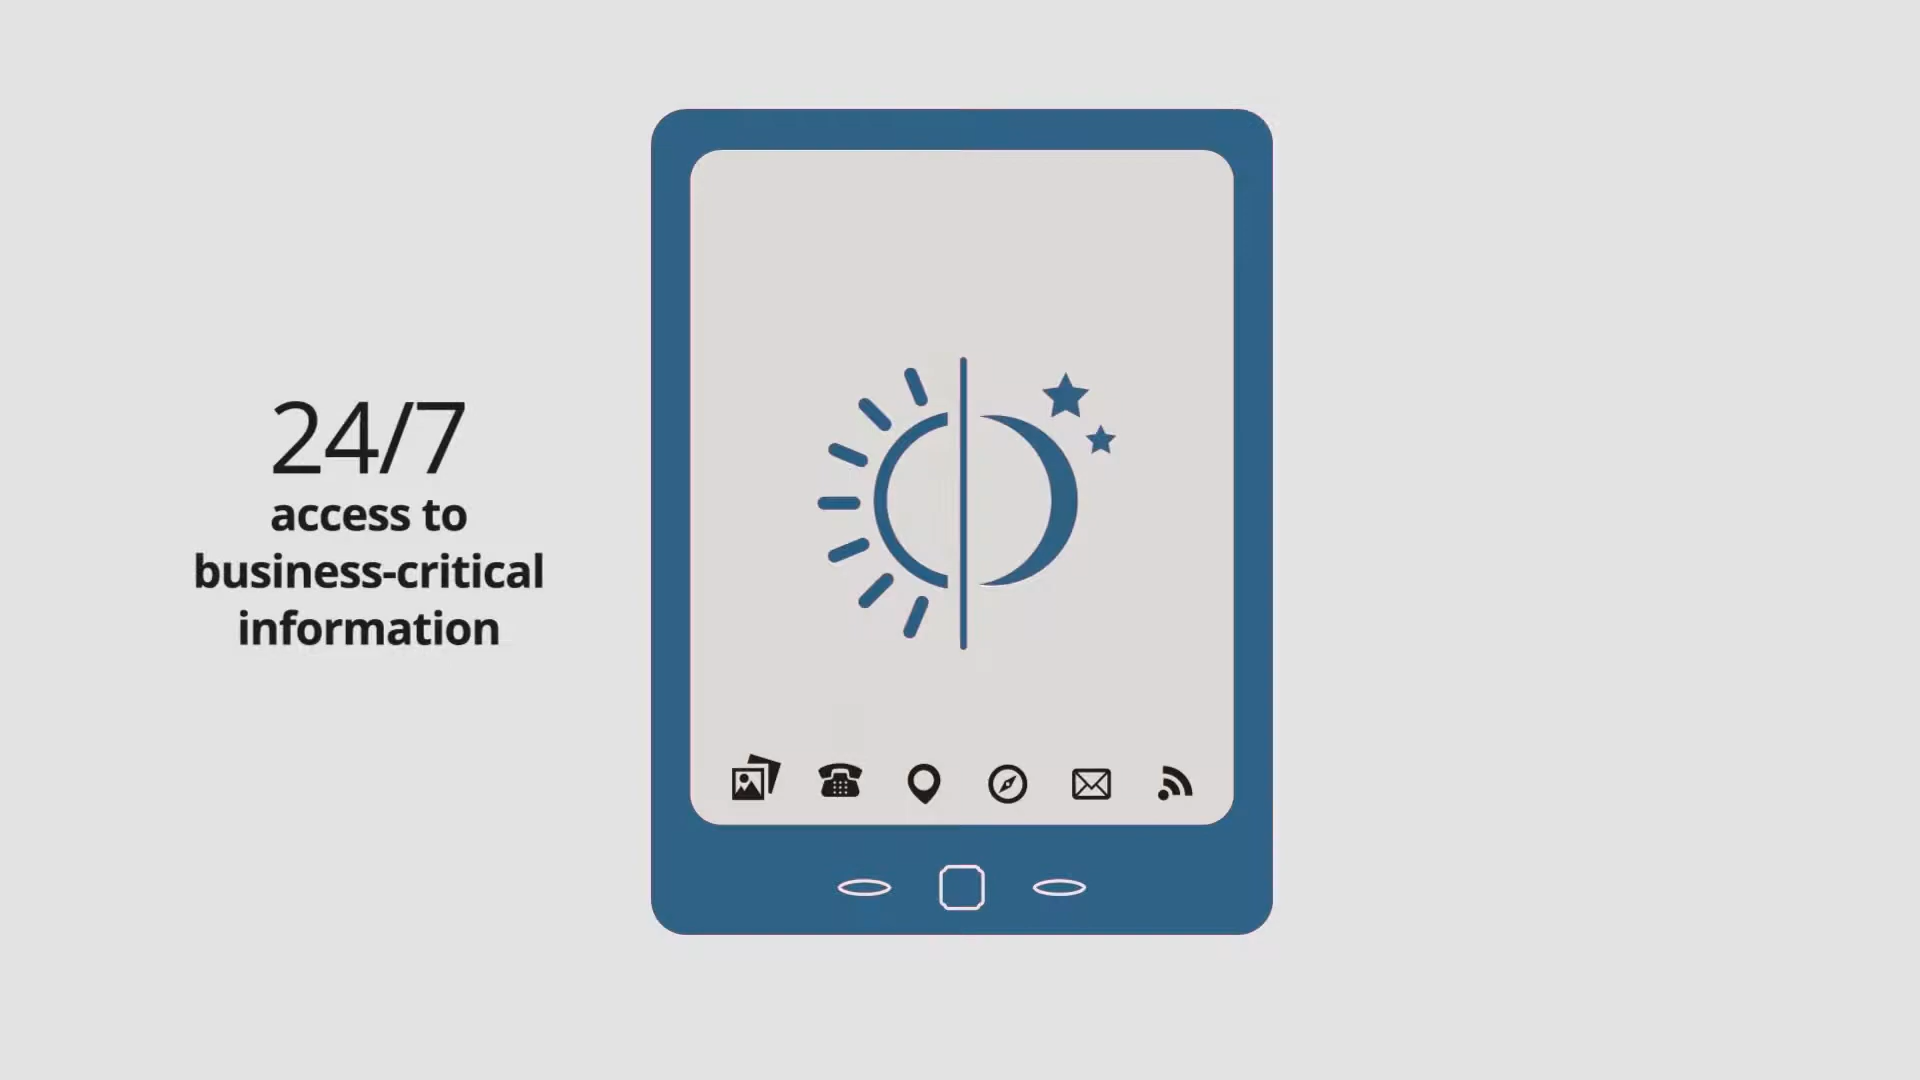 24/7
access to
business-critical
information